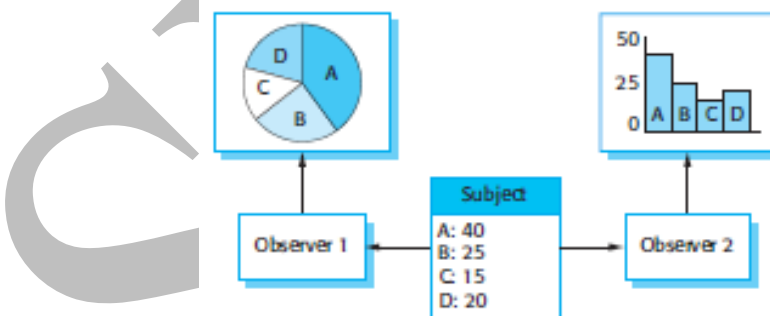 D
A
C
B
50
25
0
A B C D
Subject
A: 40
B: 25
C: 15
D: 20
Observer 1
Observer 2